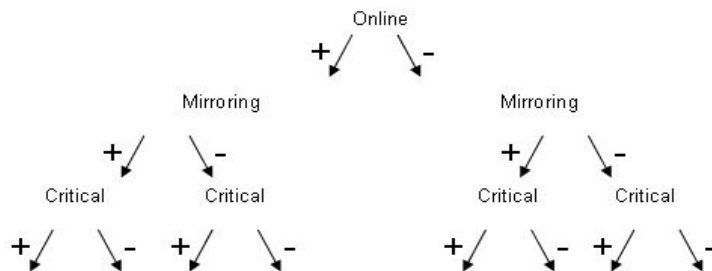 Online
+ -
Mirroring Mirroring
+ - + -
Critical Critical Critical Critical
+ - + - + - + -